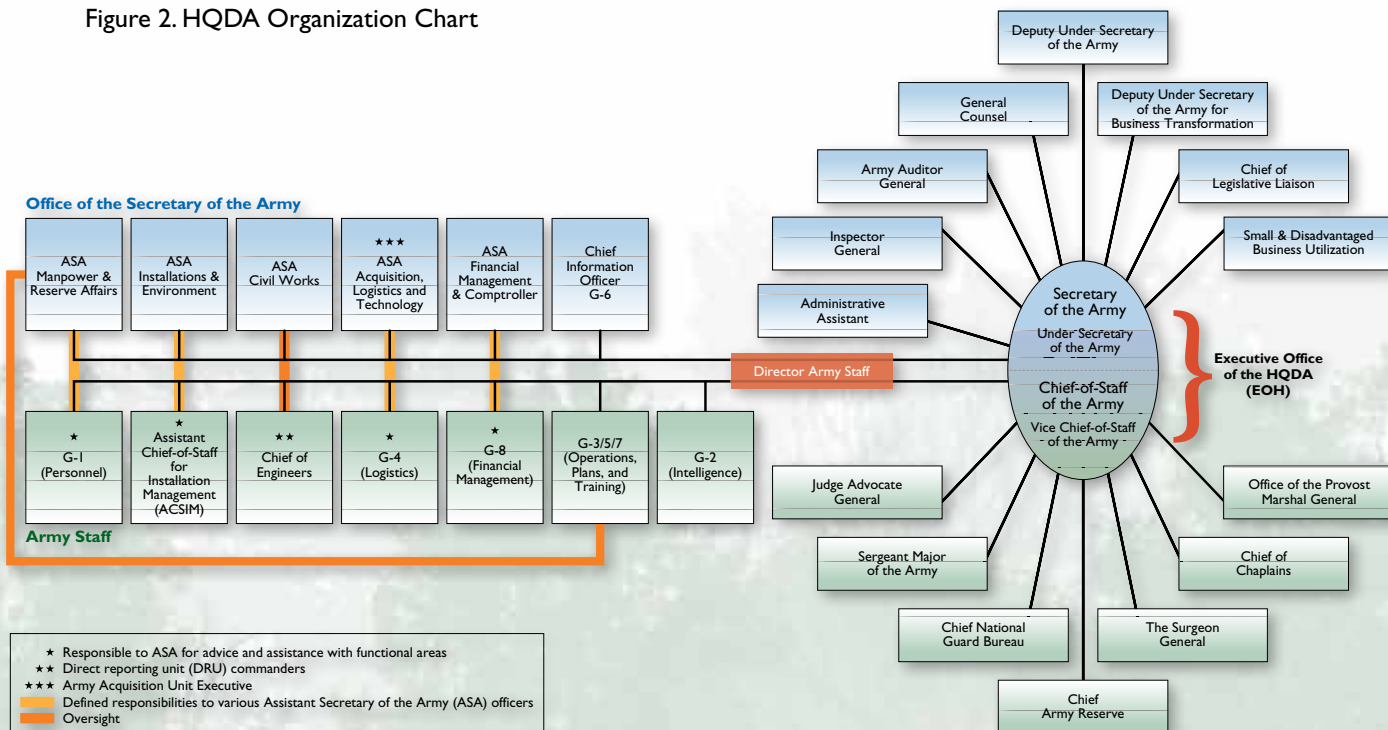 Figure 2. HQDA Organization Chart
Office of the Secretary of the Army
ASA
Manpower &
Reserve Affairs
ASA
Installations &
Environment
ASA
Civil Works
★★★
ASA
Acquisition,
Logistics and
Technology
ASA
Financial
Management
& Comptroller
Chief
Information
Officer
G-6
Director Army Staff
★
G-1
(Personnel)
★
Assistant
Chief-of-Staff
for
Installation
Management
(ACSIM)
★★
Chief of
Engineers
★
G-4
(Logistics)
★
G-8
(Financial
Management)
G-3/5/7
(Operations,
Plans, and
Training)
G-2
(Intelligence)
Army Staff
★ Responsible to ASA for advice and assistance with functional areas
★★ Direct reporting unit (DRU) commanders
★★★ Army Acquisition Unit Executive
Defined responsibilities to various Assistant Secretary of the Army (ASA) officers
Oversight
Deputy Under Secretary
of the Army
General
Counsel
Deputy Under Secretary
of the Army for
Business Transformation
Army Auditor
General
Chief of
Legislative Liaison
Inspector
General
Small & Disadvantaged
Business Utilization
Administrative
Assistant
Secretary
of the Army
Under Secretary
of the Army
Chief-of-Staff
of the Army
Vice Chief-of-Staff
of the Army
Executive Office
of the HQDA
(EOH)
Judge Advocate
General
Office of the Provost
Marshal General
Sergeant Major
of the Army
Chief of
Chaplains
Chief National
Guard Bureau
The Surgeon
General
Chief
Army Reserve